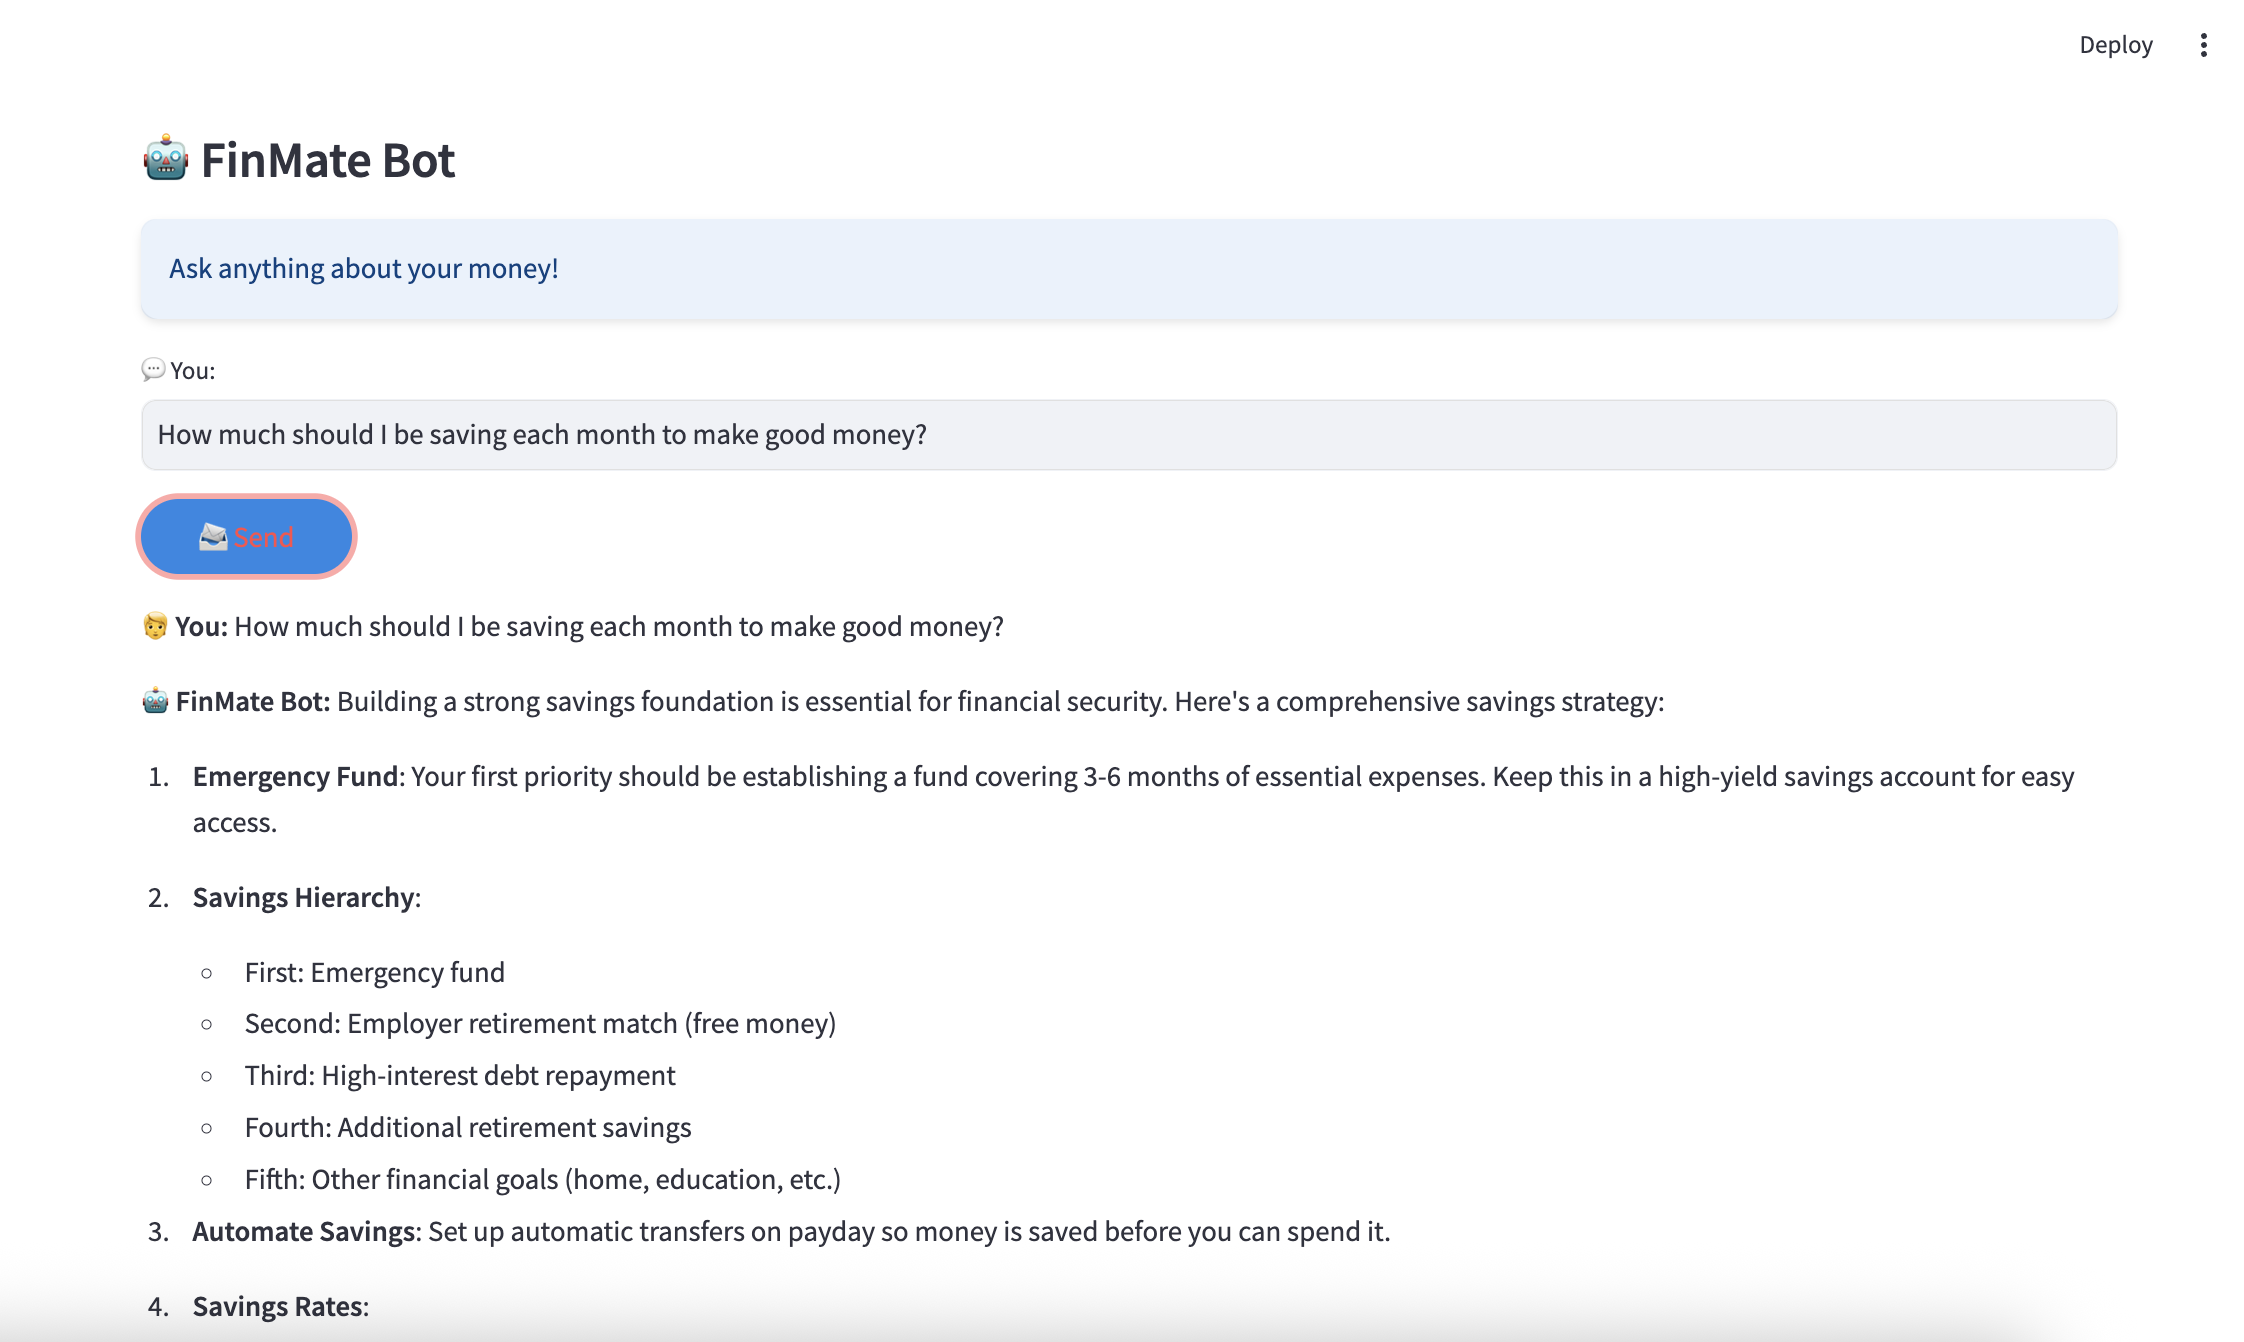 Deploy
🤖 FinMate Bot
Ask anything about your money!
💬 You:
How much should I be saving each month to make good money?
📨 Send
🧑 You: How much should I be saving each month to make good money?
🤖 FinMate Bot: Building a strong savings foundation is essential for financial security. Here's a comprehensive savings strategy:
1. Emergency Fund: Your first priority should be establishing a fund covering 3-6 months of essential expenses. Keep this in a high-yield savings account for easy
access.
2. Savings Hierarchy:
○ First: Emergency fund
○ Second: Employer retirement match (free money)
○ Third: High-interest debt repayment
○ Fourth: Additional retirement savings
○ Fifth: Other financial goals (home, education, etc.)
3. Automate Savings: Set up automatic transfers on payday so money is saved before you can spend it.
4. Savings Rates: